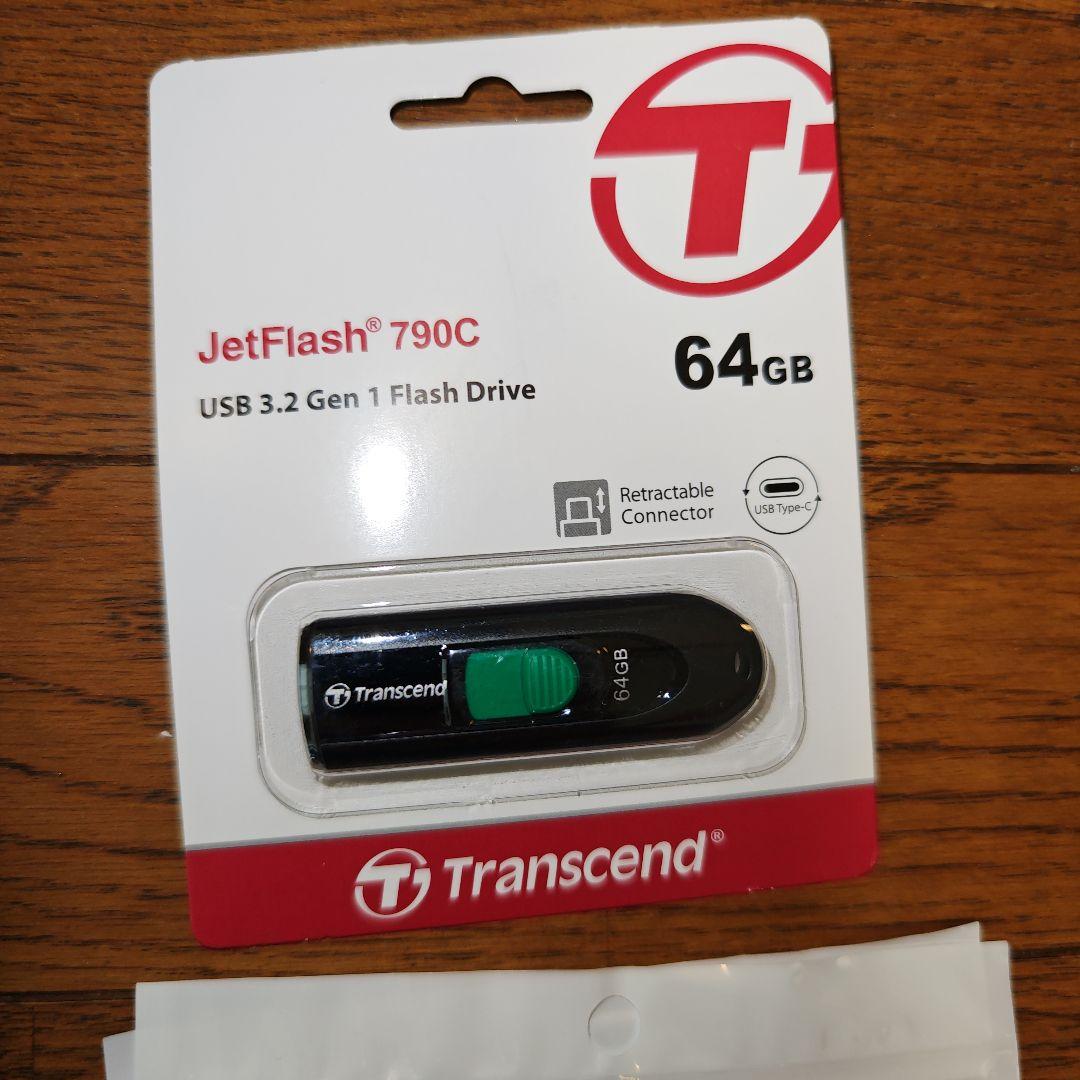 JetFlash® 790C
64GB
USB 3.2 Gen 1 Flash Drive
Retractable
Connector
USB Type-C
Transcend
64GB
Transcend®